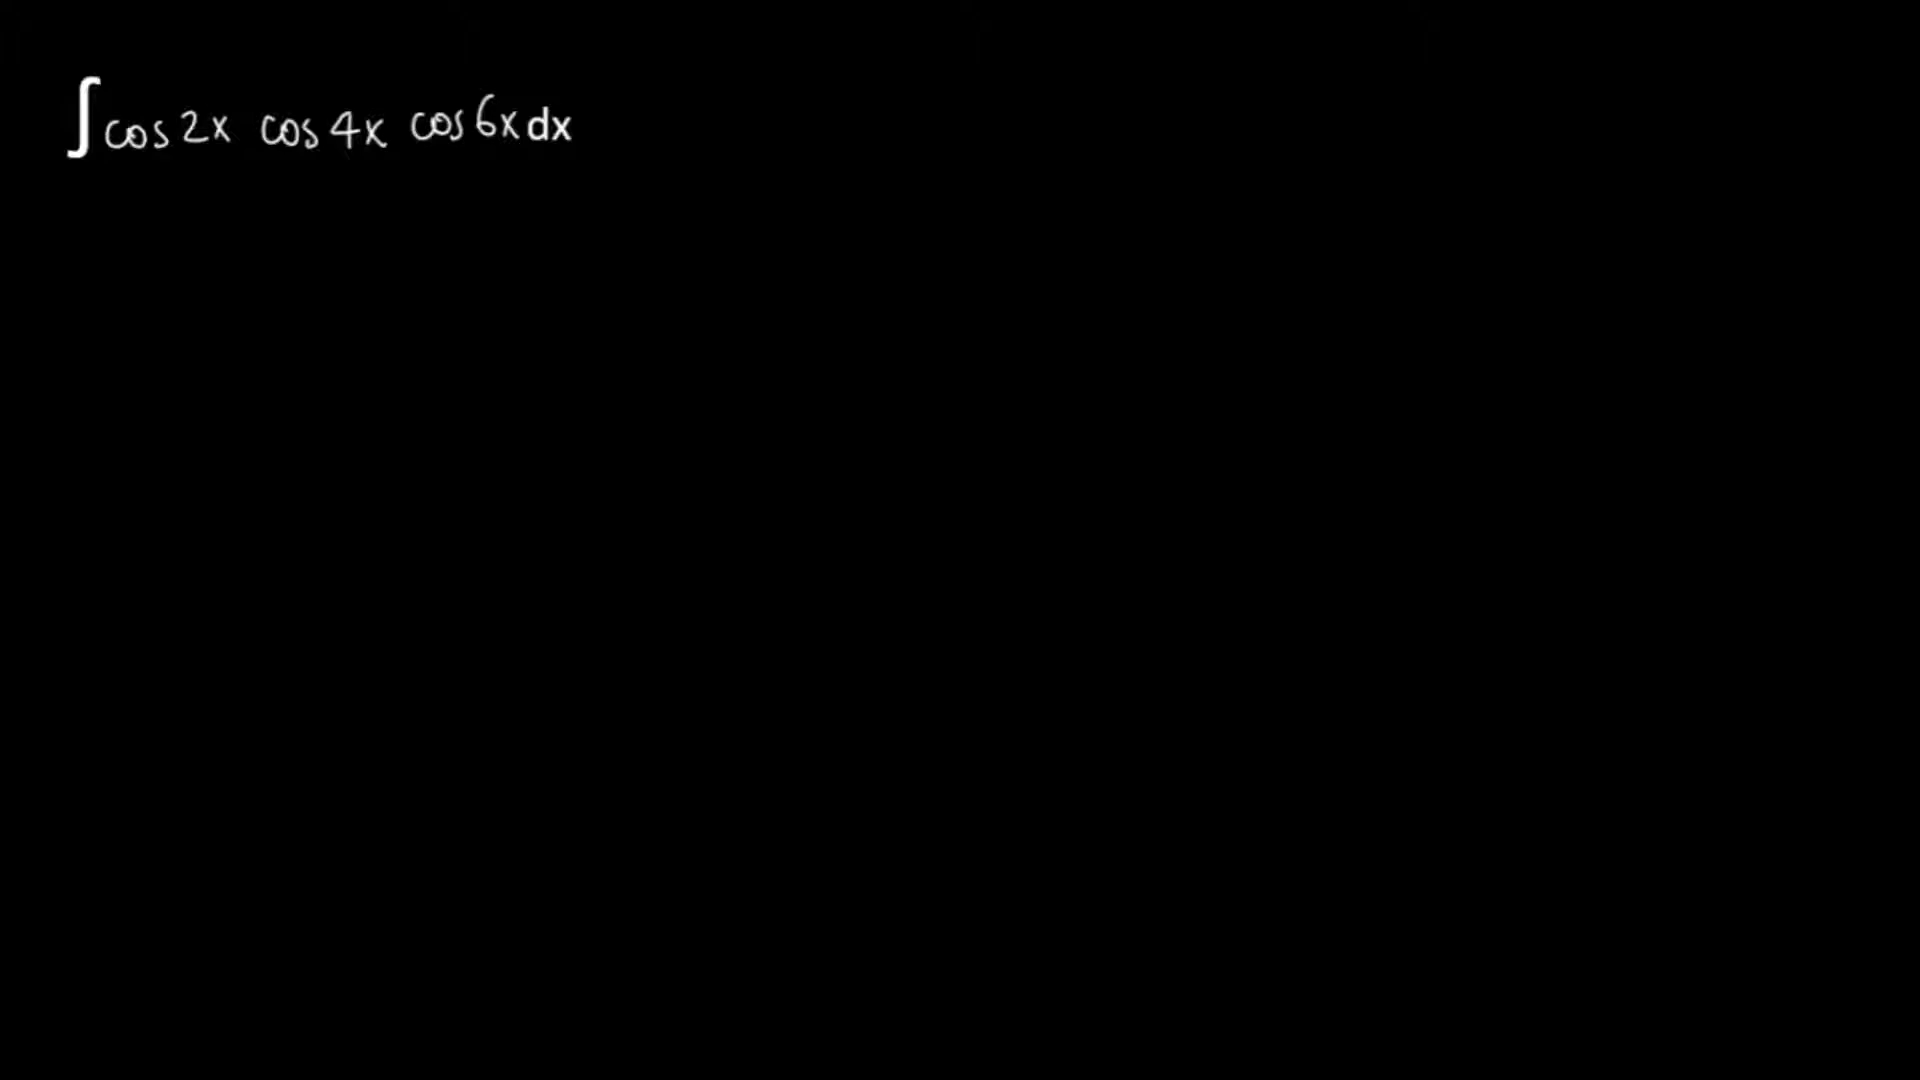 ∫cos 2x cos 4x cos 6x dx